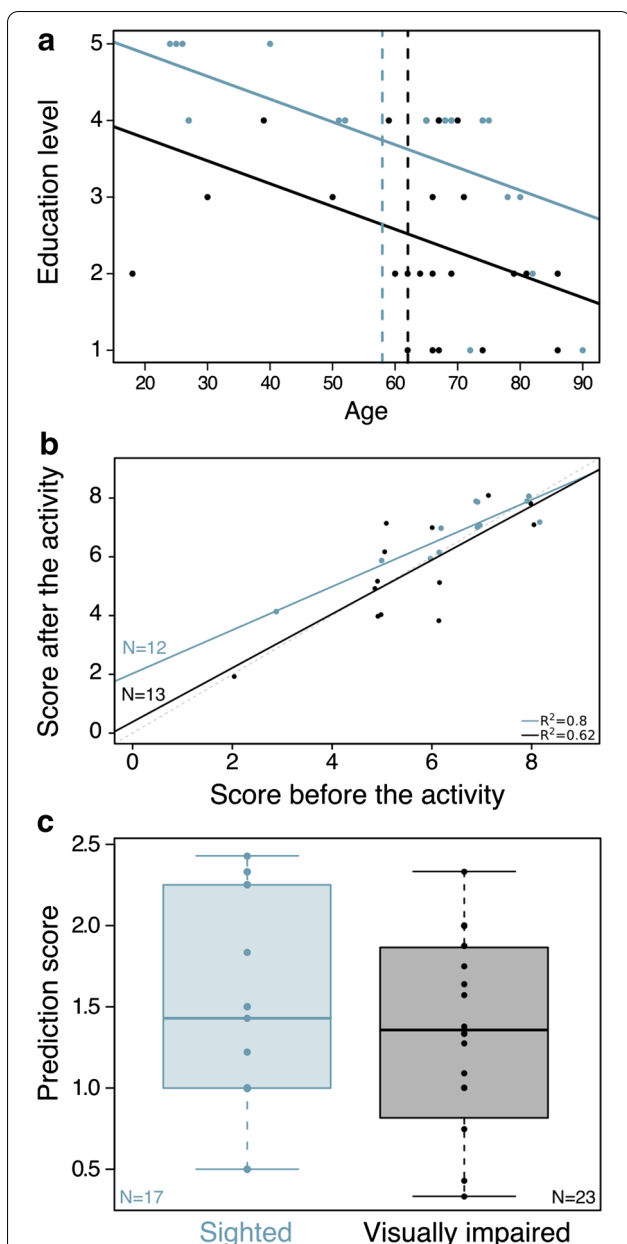 a
Education level
5
4
3
2
1
20 30 40 50 60 70 80 90
Age
b
Score after the activity
8
6
4
2
0
N=12
N=13
R²=0.8
R²=0.62
0 2 4 6 8
Score before the activity
c
Prediction score
2.5
2.0
1.5
1.0
0.5
N=17 N=23
Sighted Visually impaired